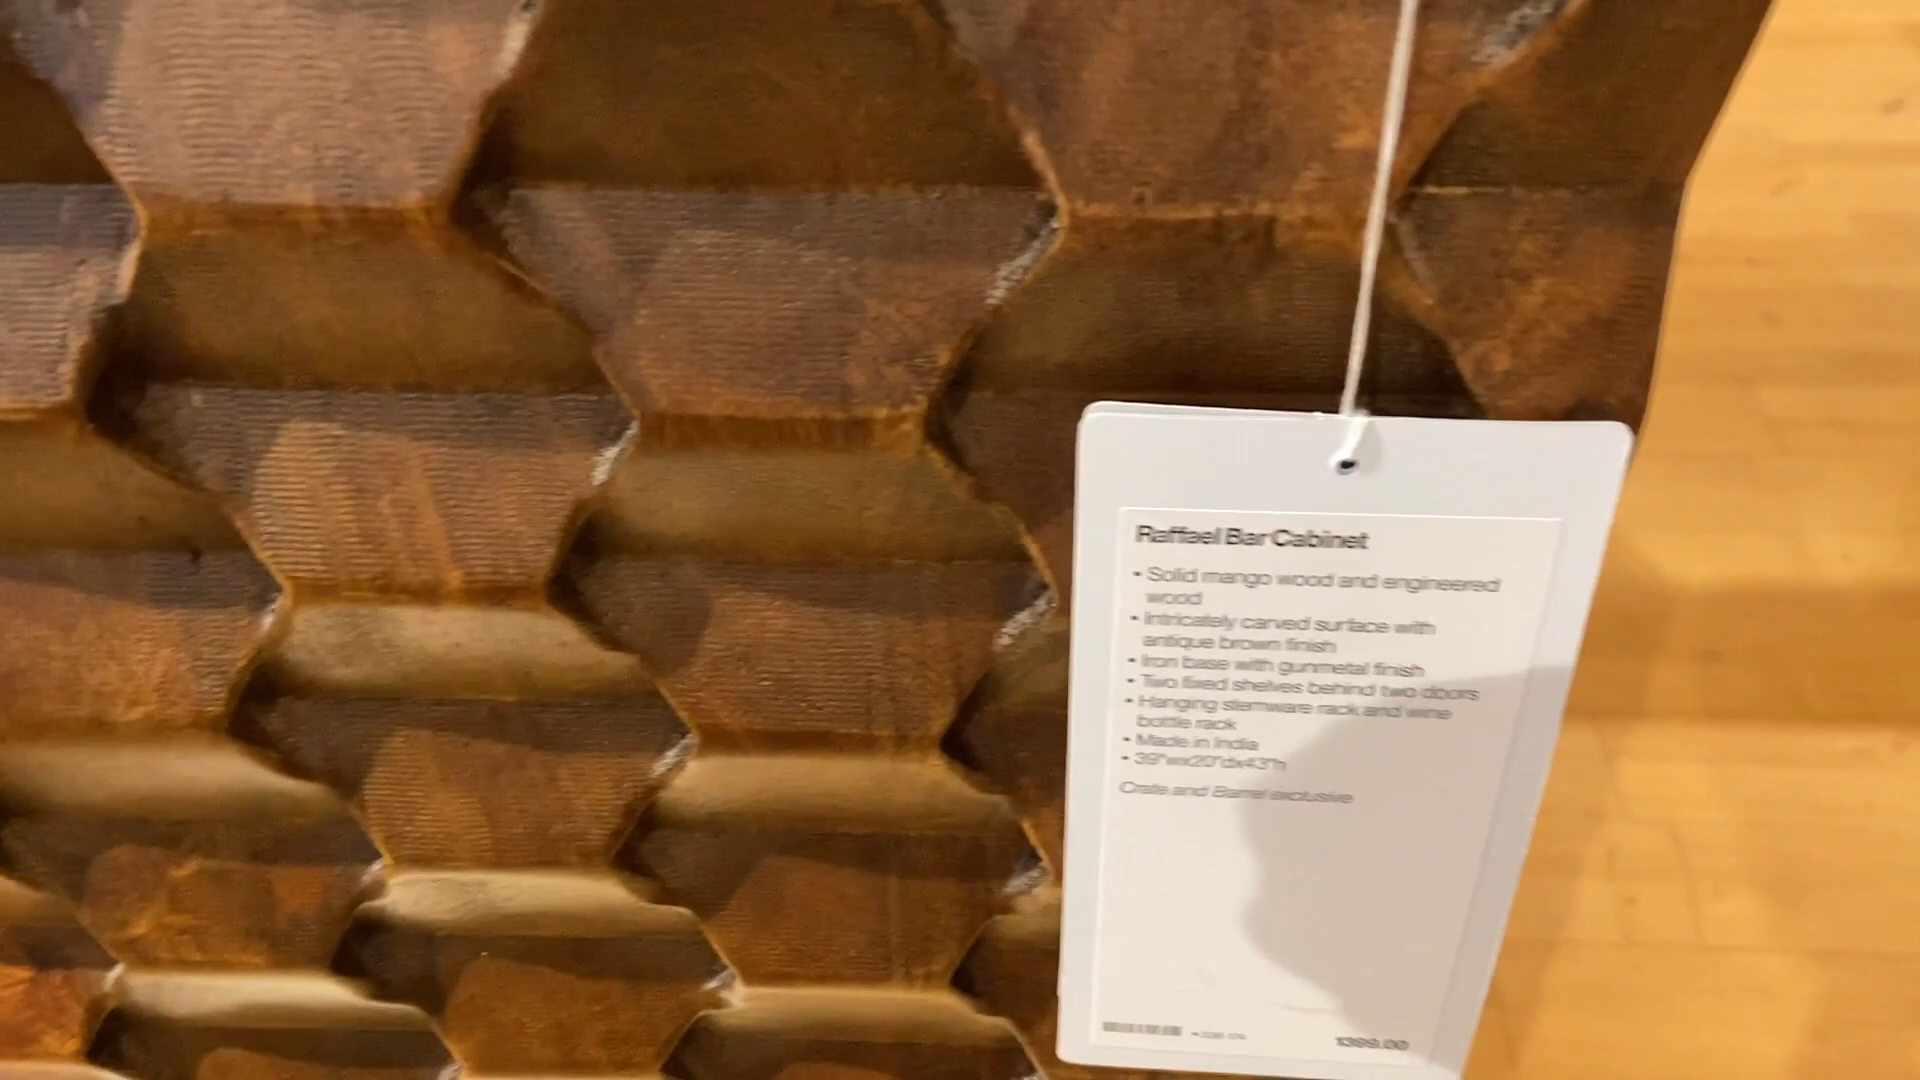 Raffael Bar Cabinet
• Solid mango wood and engineered
wood
• Intricately carved surface with
antique brown finish
• Iron base with gunmetal finish
• Two fixed shelves behind two doors
• Hanging stemware rack and wine
bottle rack
• Made in India
• 39"wx20"dx43"h
Crate and Barrel exclusive
1399.00